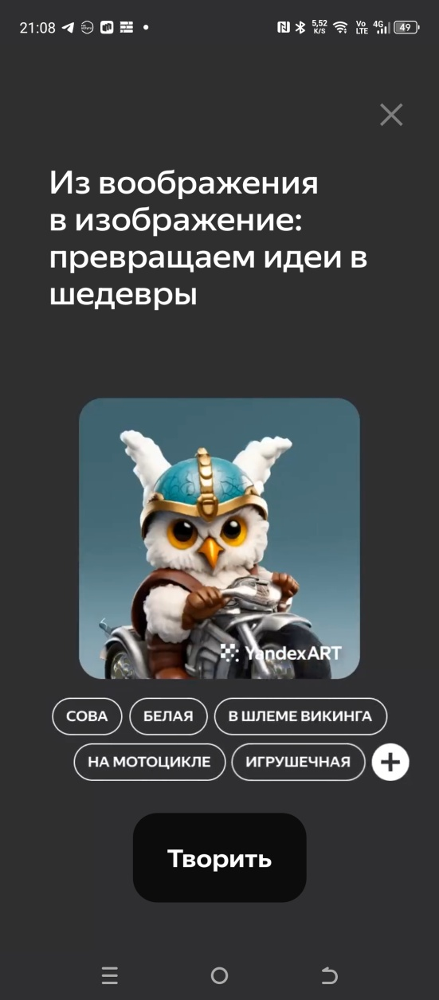 21:08
5,52
K/S
Vo
LTE
4G
49
Из воображения
в изображение:
превращаем идеи в
шедевры
YandexART
СОВА БЕЛАЯ В ШЛЕМЕ ВИКИНГА
НА МОТОЦИКЛЕ ИГРУШЕЧНАЯ
Творить